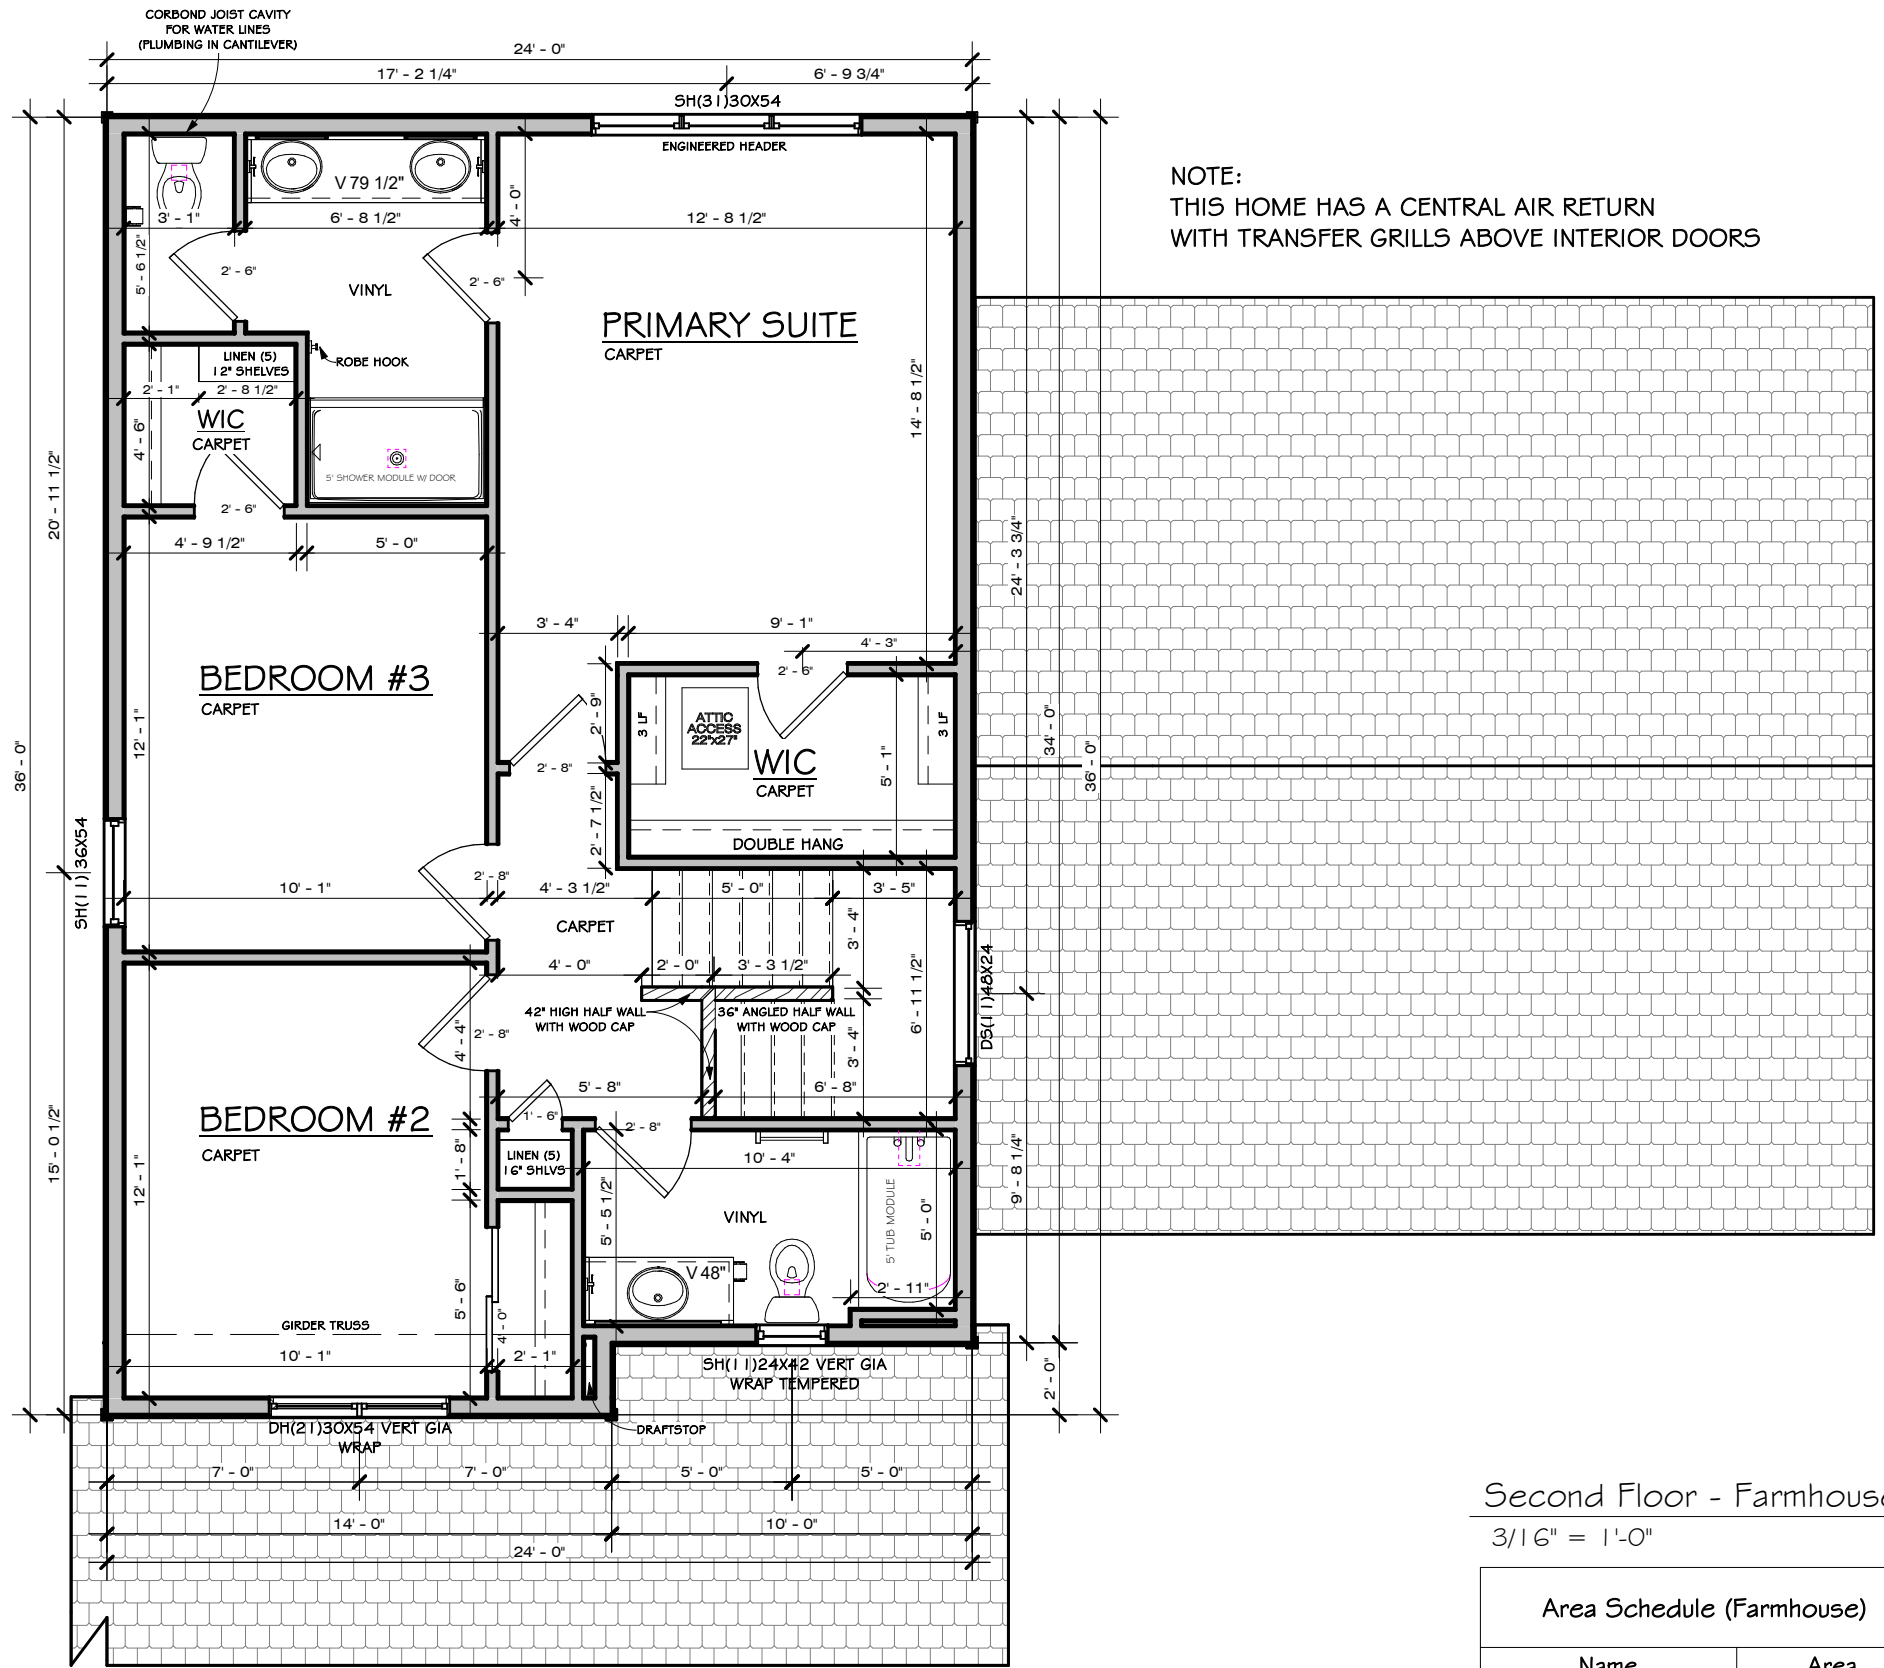 CORBOND JOIST CAVITY
FOR WATER LINES
(PLUMBING IN CANTILEVER)
24' - 0"
17' - 2 1/4"
6' - 9 3/4"
SH(31)30X54
ENGINEERED HEADER
V 79 1/2"
3' - 1"
6' - 8 1/2"
4' - 0"
12' - 8 1/2"
5' - 6 1/2"
2' - 6"
2' - 6"
VINYL
NOTE:
THIS HOME HAS A CENTRAL AIR RETURN
WITH TRANSFER GRILLS ABOVE INTERIOR DOORS
PRIMARY SUITE
CARPET
LINEN (5)
12" SHELVES
ROBE HOOK
2' - 1"
2' - 8 1/2"
WIC
CARPET
4' - 6"
14' - 8 1/2"
5' SHOWER MODULE W/ DOOR
2' - 6"
20' - 11 1/2"
4' - 9 1/2"
5' - 0"
24' - 3 3/4"
3' - 4"
9' - 1"
4' - 3"
2' - 6"
BEDROOM #3
CARPET
12' - 1"
2' - 9"
3 LF
ATTIC
ACCESS
22"x27"
3 LF
36' - 0"
34' - 0"
36' - 0"
2' - 8"
WIC
CARPET
5' - 1"
2' - 7 1/2"
DOUBLE HANG
SH(11)36X54
2' - 8"
10' - 1"
4' - 3 1/2"
5' - 0"
3' - 5"
CARPET
3' - 4"
4' - 0"
2' - 0"
3' - 3 1/2"
6' - 11 1/2"
DS(11)48X24
42" HIGH HALF WALL
WITH WOOD CAP
36" ANGLED HALF WALL
WITH WOOD CAP
4' - 4"
2' - 8"
3' - 4"
5' - 8"
6' - 8"
BEDROOM #2
CARPET
1' - 6"
2' - 8"
15' - 0 1/2"
12' - 1"
1' - 8"
LINEN (5)
16" SHLVS
10' - 4"
9' - 8 1/4"
5' - 5 1/2"
VINYL
5' TUB MODULE
5' - 0"
V 48"
2' - 11"
5' - 6"
4' - 0"
GIRDER TRUSS
10' - 1"
2' - 1"
SH(11)24X42 VERT GIA
WRAP TEMPERED
2' - 0"
DH(21)30X54 VERT GIA
WRAP
DRAFTSTOP
7' - 0"
7' - 0"
5' - 0"
5' - 0"
14' - 0"
10' - 0"
24' - 0"
Second Floor - Farmhouse
3/16" = 1'-0"
Area Schedule (Farmhouse)
Name
Area